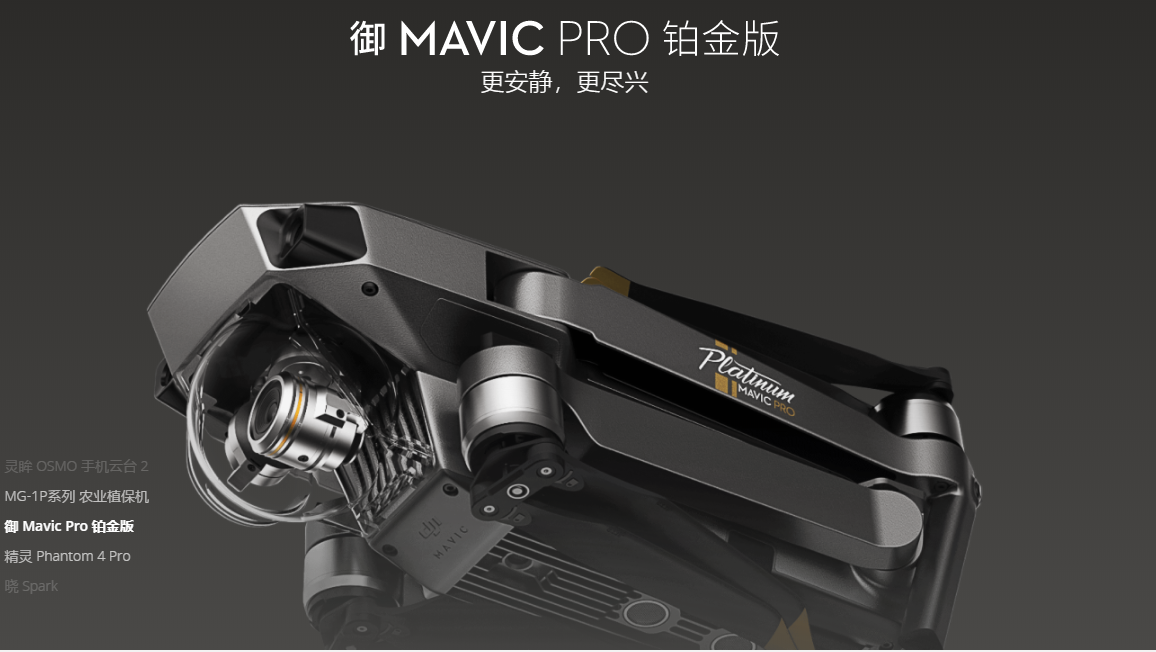 御 MAVIC PRO 铂金版
更安静，更尽兴
Platinum
MAVIC PRO
灵眸 OSMO 手机云台 2
MG-1P系列 农业植保机
御 Mavic Pro 铂金版
精灵 Phantom 4 Pro
晓 Spark
DJI
MAVIC